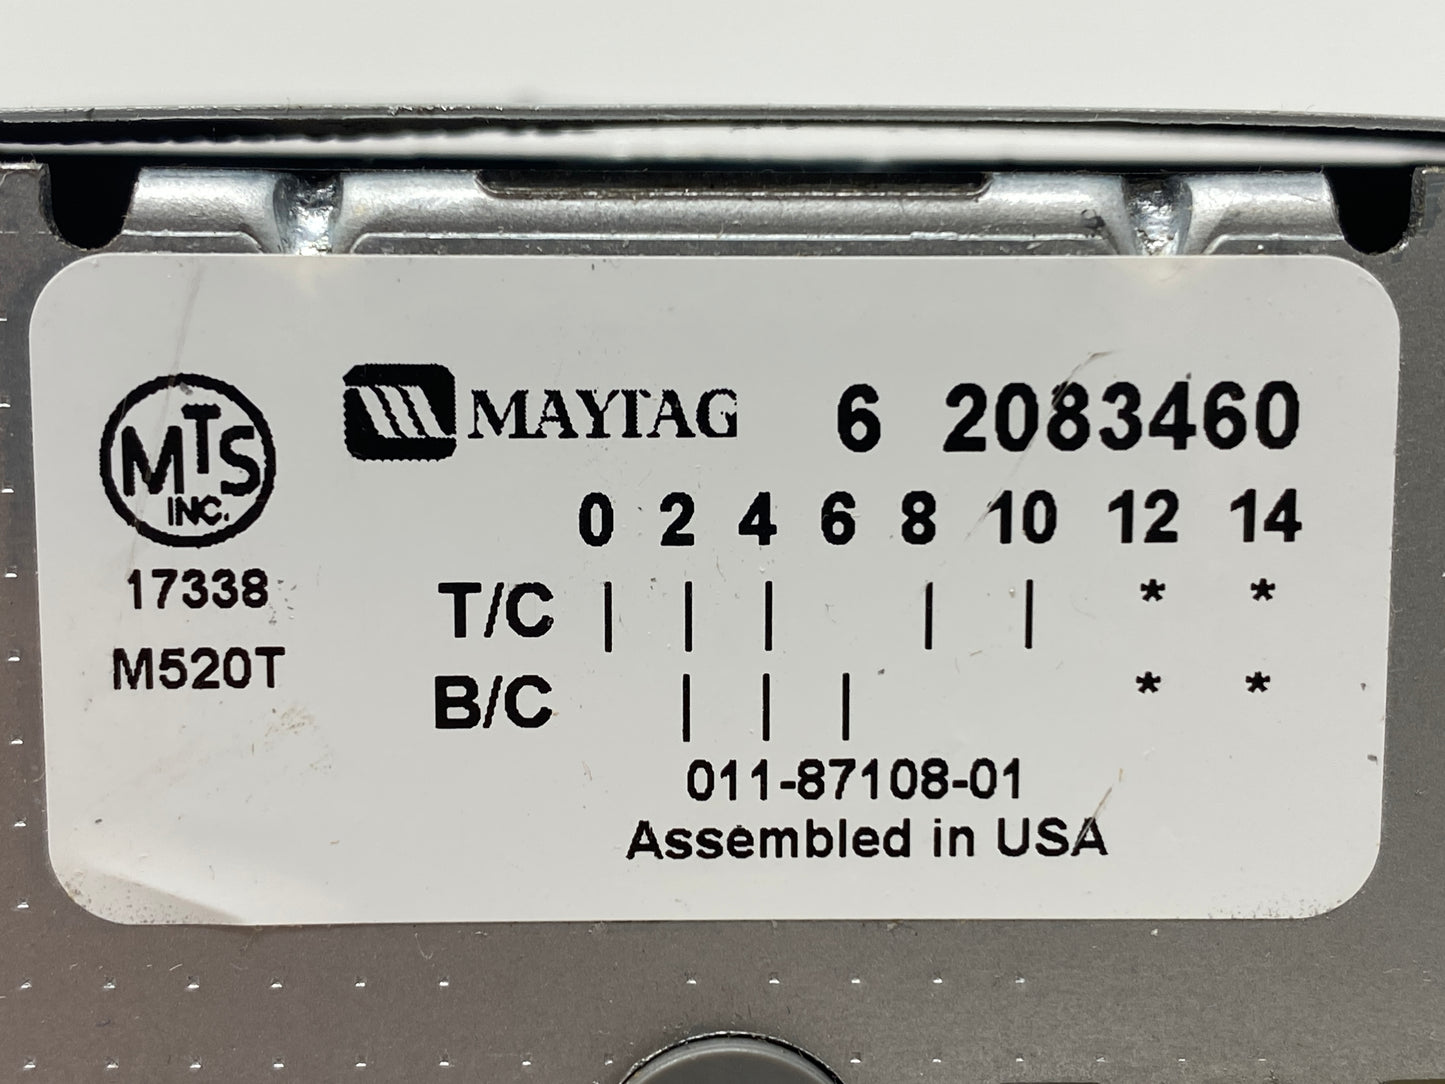 MTS INC.
17338
M520T
MAYTAG 6 2083460
0 2 4 6 8 10 12 14
T/C | | | | | * *
B/C | | | * *
011-87108-01
Assembled in USA